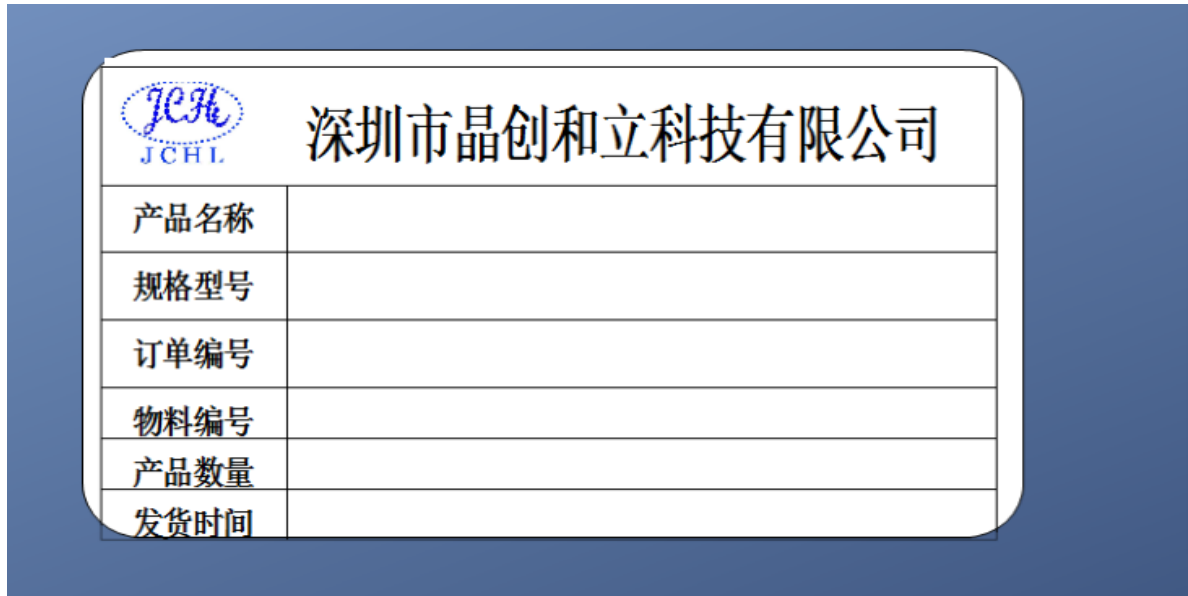 JCHL
JCHL
深圳市晶创和立科技有限公司
产品名称
规格型号
订单编号
物料编号
产品数量
发货时间